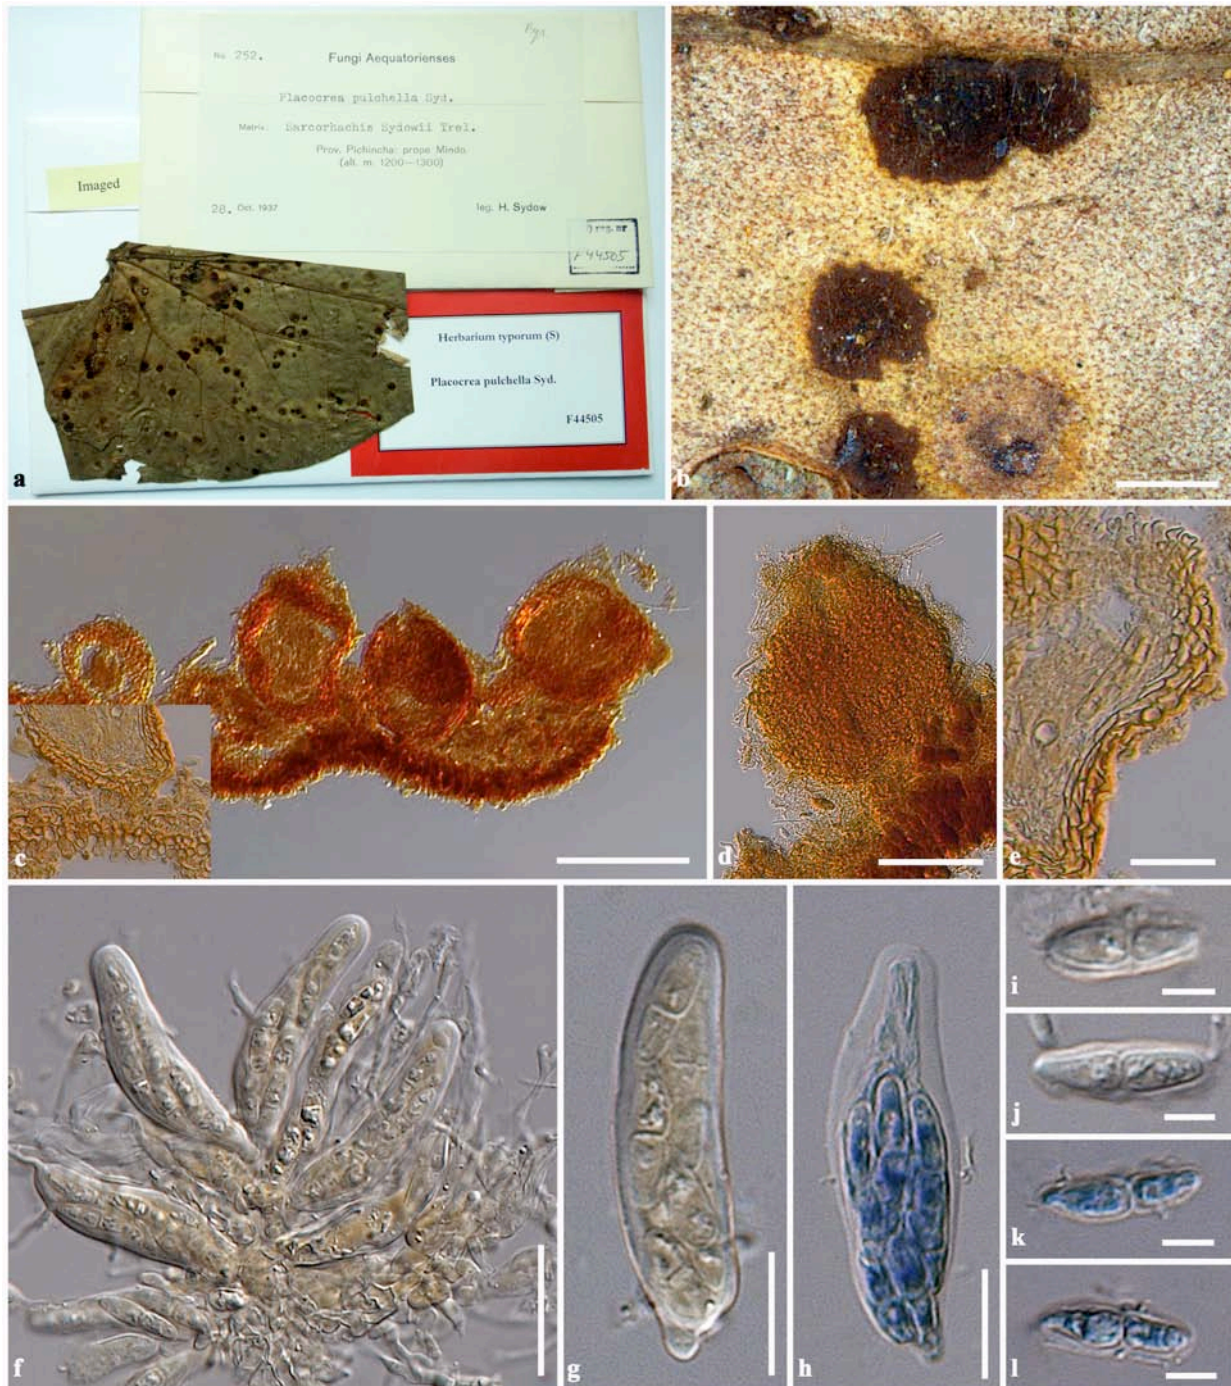 No 252.
Fungi Aequatorienses
Placocrea pulchella Syd.
Matrix: Sarcorhachis Sydowii Trel.
Prov. Pichincha: prope Mindo.
(alt. m. 1200—1300)
28. Oct. 1937
leg. H. Sydow
F44505
Imaged
Herbarium typorum (S)
Placocrea pulchella Syd.
F44505
a
b
c
d
e
f
g
h
i
j
k
l